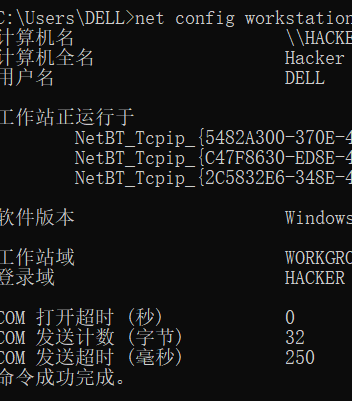 C:\Users\DELL>net config workstation
计算机名 \\HACKE
计算机全名 Hacker
用户名 DELL
工作站正运行于
NetBT_Tcpip_{5482A300-370E-4
NetBT_Tcpip_{C47F8630-ED8E-4
NetBT_Tcpip_{2C5832E6-348E-4
软件版本 Windows
工作站域 WORKGRO
登录域 HACKER
COM 打开超时 (秒) 0
COM 发送计数 (字节) 32
COM 发送超时 (毫秒) 250
命令成功完成。